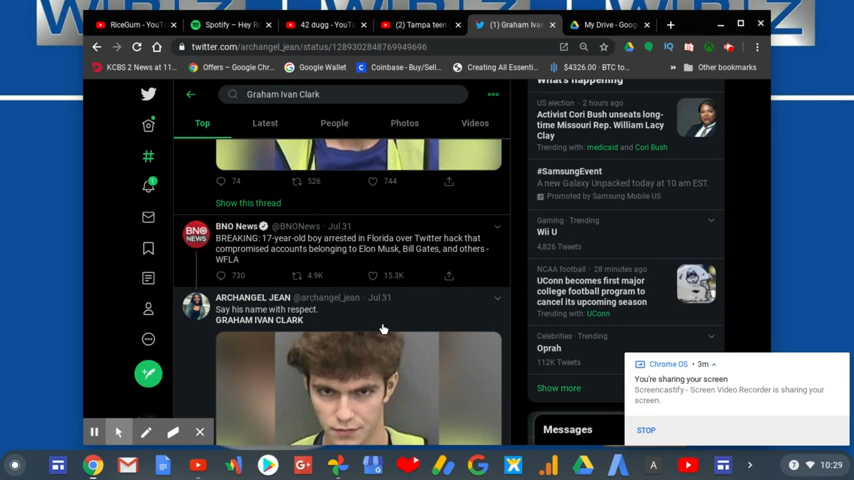 RiceGum - YouT
Spotify – Hey R
42 dugg - YouTu
(2) Tampa teen
(1) Graham Ivan
My Drive - Goog
twitter.com/archangel_jean/status/1289302848769949696
KCBS 2 News at 11...
Offers – Google Chr...
Google Wallet
Coinbase - Buy/Sell...
Creating All Essenti...
$4326.00 - BTC to...
Other bookmarks
Graham Ivan Clark
Top
Latest
People
Photos
Videos
74
526
744
Show this thread
BNO News @BNONews · Jul 31
BREAKING: 17-year-old boy arrested in Florida over Twitter hack that
compromised accounts belonging to Elon Musk, Bill Gates, and others -
WFLA
730
4.9K
15.3K
ARCHANGEL JEAN @archangel_jean · Jul 31
Say his name with respect.
GRAHAM IVAN CLARK
What's happening
US election · 2 hours ago
Activist Cori Bush unseats long-
time Missouri Rep. William Lacy
Clay
Trending with: medicaid and Cori Bush
#SamsungEvent
A new Galaxy Unpacked today at 10 am EST.
Promoted by Samsung Mobile US
Gaming · Trending
Wii U
4,826 Tweets
NCAA football · 28 minutes ago
UConn becomes first major
college football program to
cancel its upcoming season
Trending with: UConn
Celebrities · Trending
Oprah
112K Tweets
Show more
Messages
Chrome OS · 3m
You're sharing your screen
Screencastify - Screen Video Recorder is sharing your
screen.
STOP
10:29